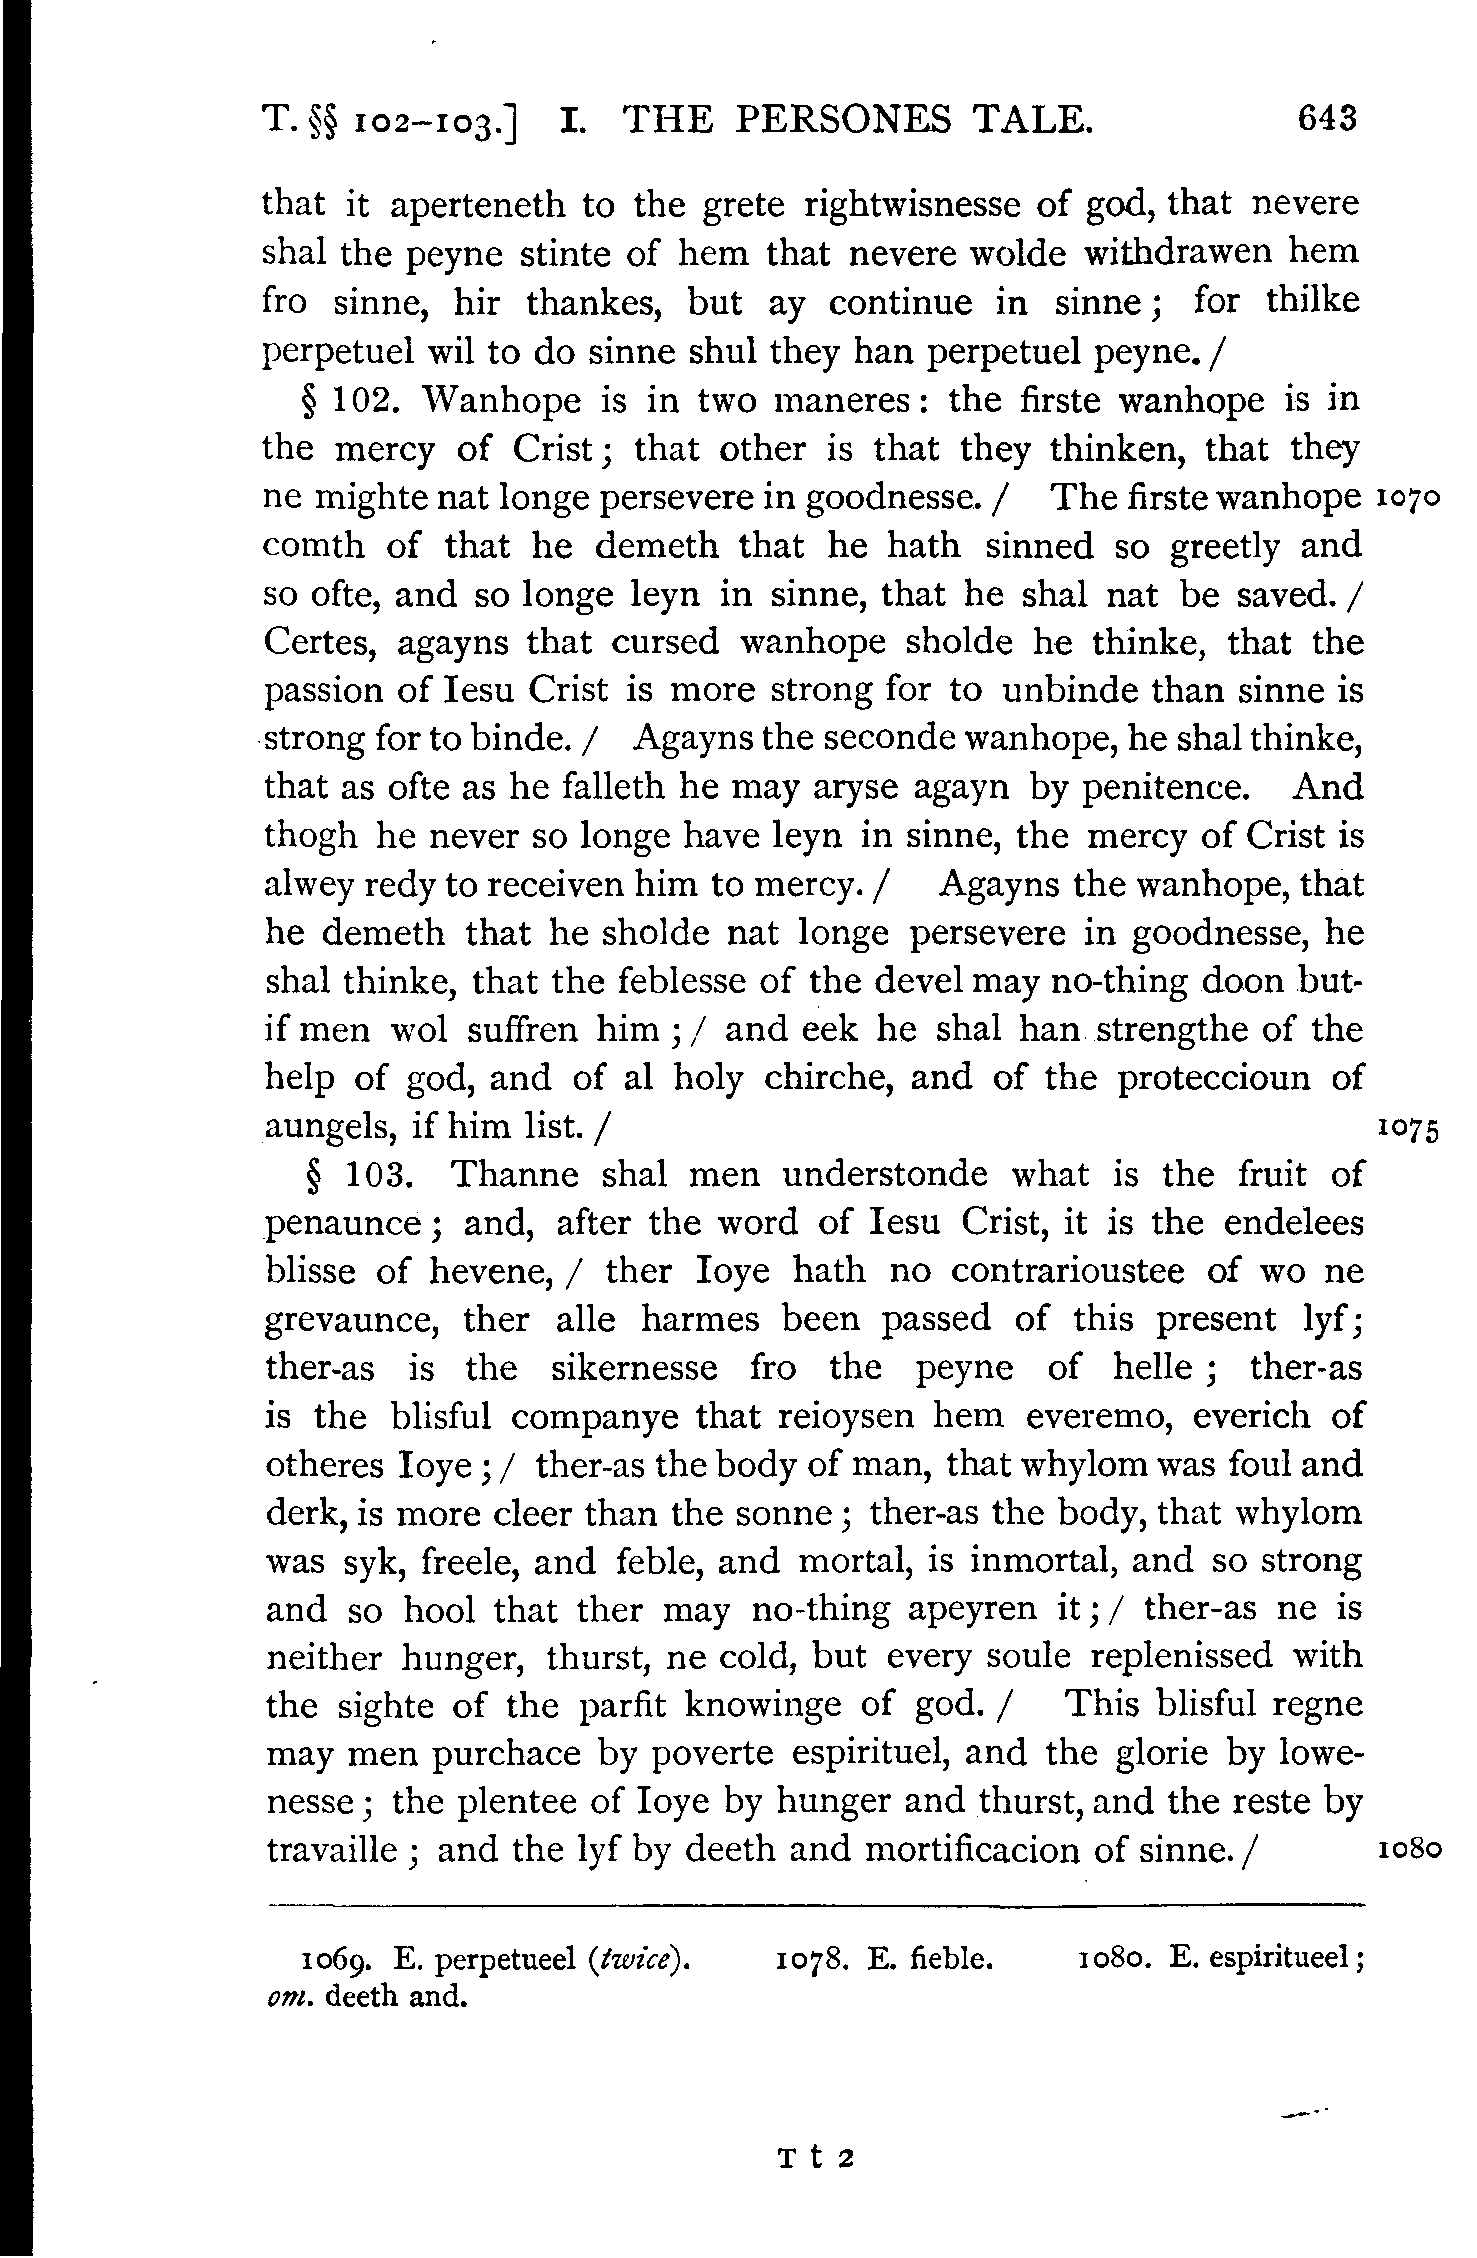 T. §§ 102–103.] I. THE PERSONES TALE. 643
that it aperteneth to the grete rightwisnesse of god, that nevere
shal the peyne stinte of hem that nevere wolde withdrawen hem
fro sinne, hir thankes, but ay continue in sinne ; for thilke
perpetuel wil to do sinne shul they han perpetuel peyne. /
§ 102. Wanhope is in two maneres : the firste wanhope is in
the mercy of Crist ; that other is that they thinken, that they
ne mighte nat longe persevere in goodnesse. / The firste wanhope 1070
comth of that he demeth that he hath sinned so greetly and
so ofte, and so longe leyn in sinne, that he shal nat be saved. /
Certes, agayns that cursed wanhope sholde he thinke, that the
passion of Iesu Crist is more strong for to unbinde than sinne is
strong for to binde. / Agayns the seconde wanhope, he shal thinke,
that as ofte as he falleth he may aryse agayn by penitence. And
thogh he never so longe have leyn in sinne, the mercy of Crist is
alwey redy to receiven him to mercy. / Agayns the wanhope, that
he demeth that he sholde nat longe persevere in goodnesse, he
shal thinke, that the feblesse of the devel may no-thing doon but-
if men wol suffren him ; / and eek he shal han strengthe of the
help of god, and of al holy chirche, and of the proteccioun of
aungels, if him list. / 1075
§ 103. Thanne shal men understonde what is the fruit of
penaunce ; and, after the word of Iesu Crist, it is the endelees
blisse of hevene, / ther Ioye hath no contrarioustee of wo ne
grevaunce, ther alle harmes been passed of this present lyf ;
ther-as is the sikernesse fro the peyne of helle ; ther-as
is the blisful companye that reioysen hem everemo, everich of
otheres Ioye ; / ther-as the body of man, that whylom was foul and
derk, is more cleer than the sonne ; ther-as the body, that whylom
was syk, freele, and feble, and mortal, is inmortal, and so strong
and so hool that ther may no-thing apeyren it ; / ther-as ne is
neither hunger, thurst, ne cold, but every soule replenissed with
the sighte of the parfit knowinge of god. / This blisful regne
may men purchace by poverte espirituel, and the glorie by lowe-
nesse ; the plentee of Ioye by hunger and thurst, and the reste by
travaille ; and the lyf by deeth and mortificacion of sinne. / 1080
1069. E. perpetueel (twice). 1078. E. fieble. 1080. E. espiritueel ;
om. deeth and.
T t 2